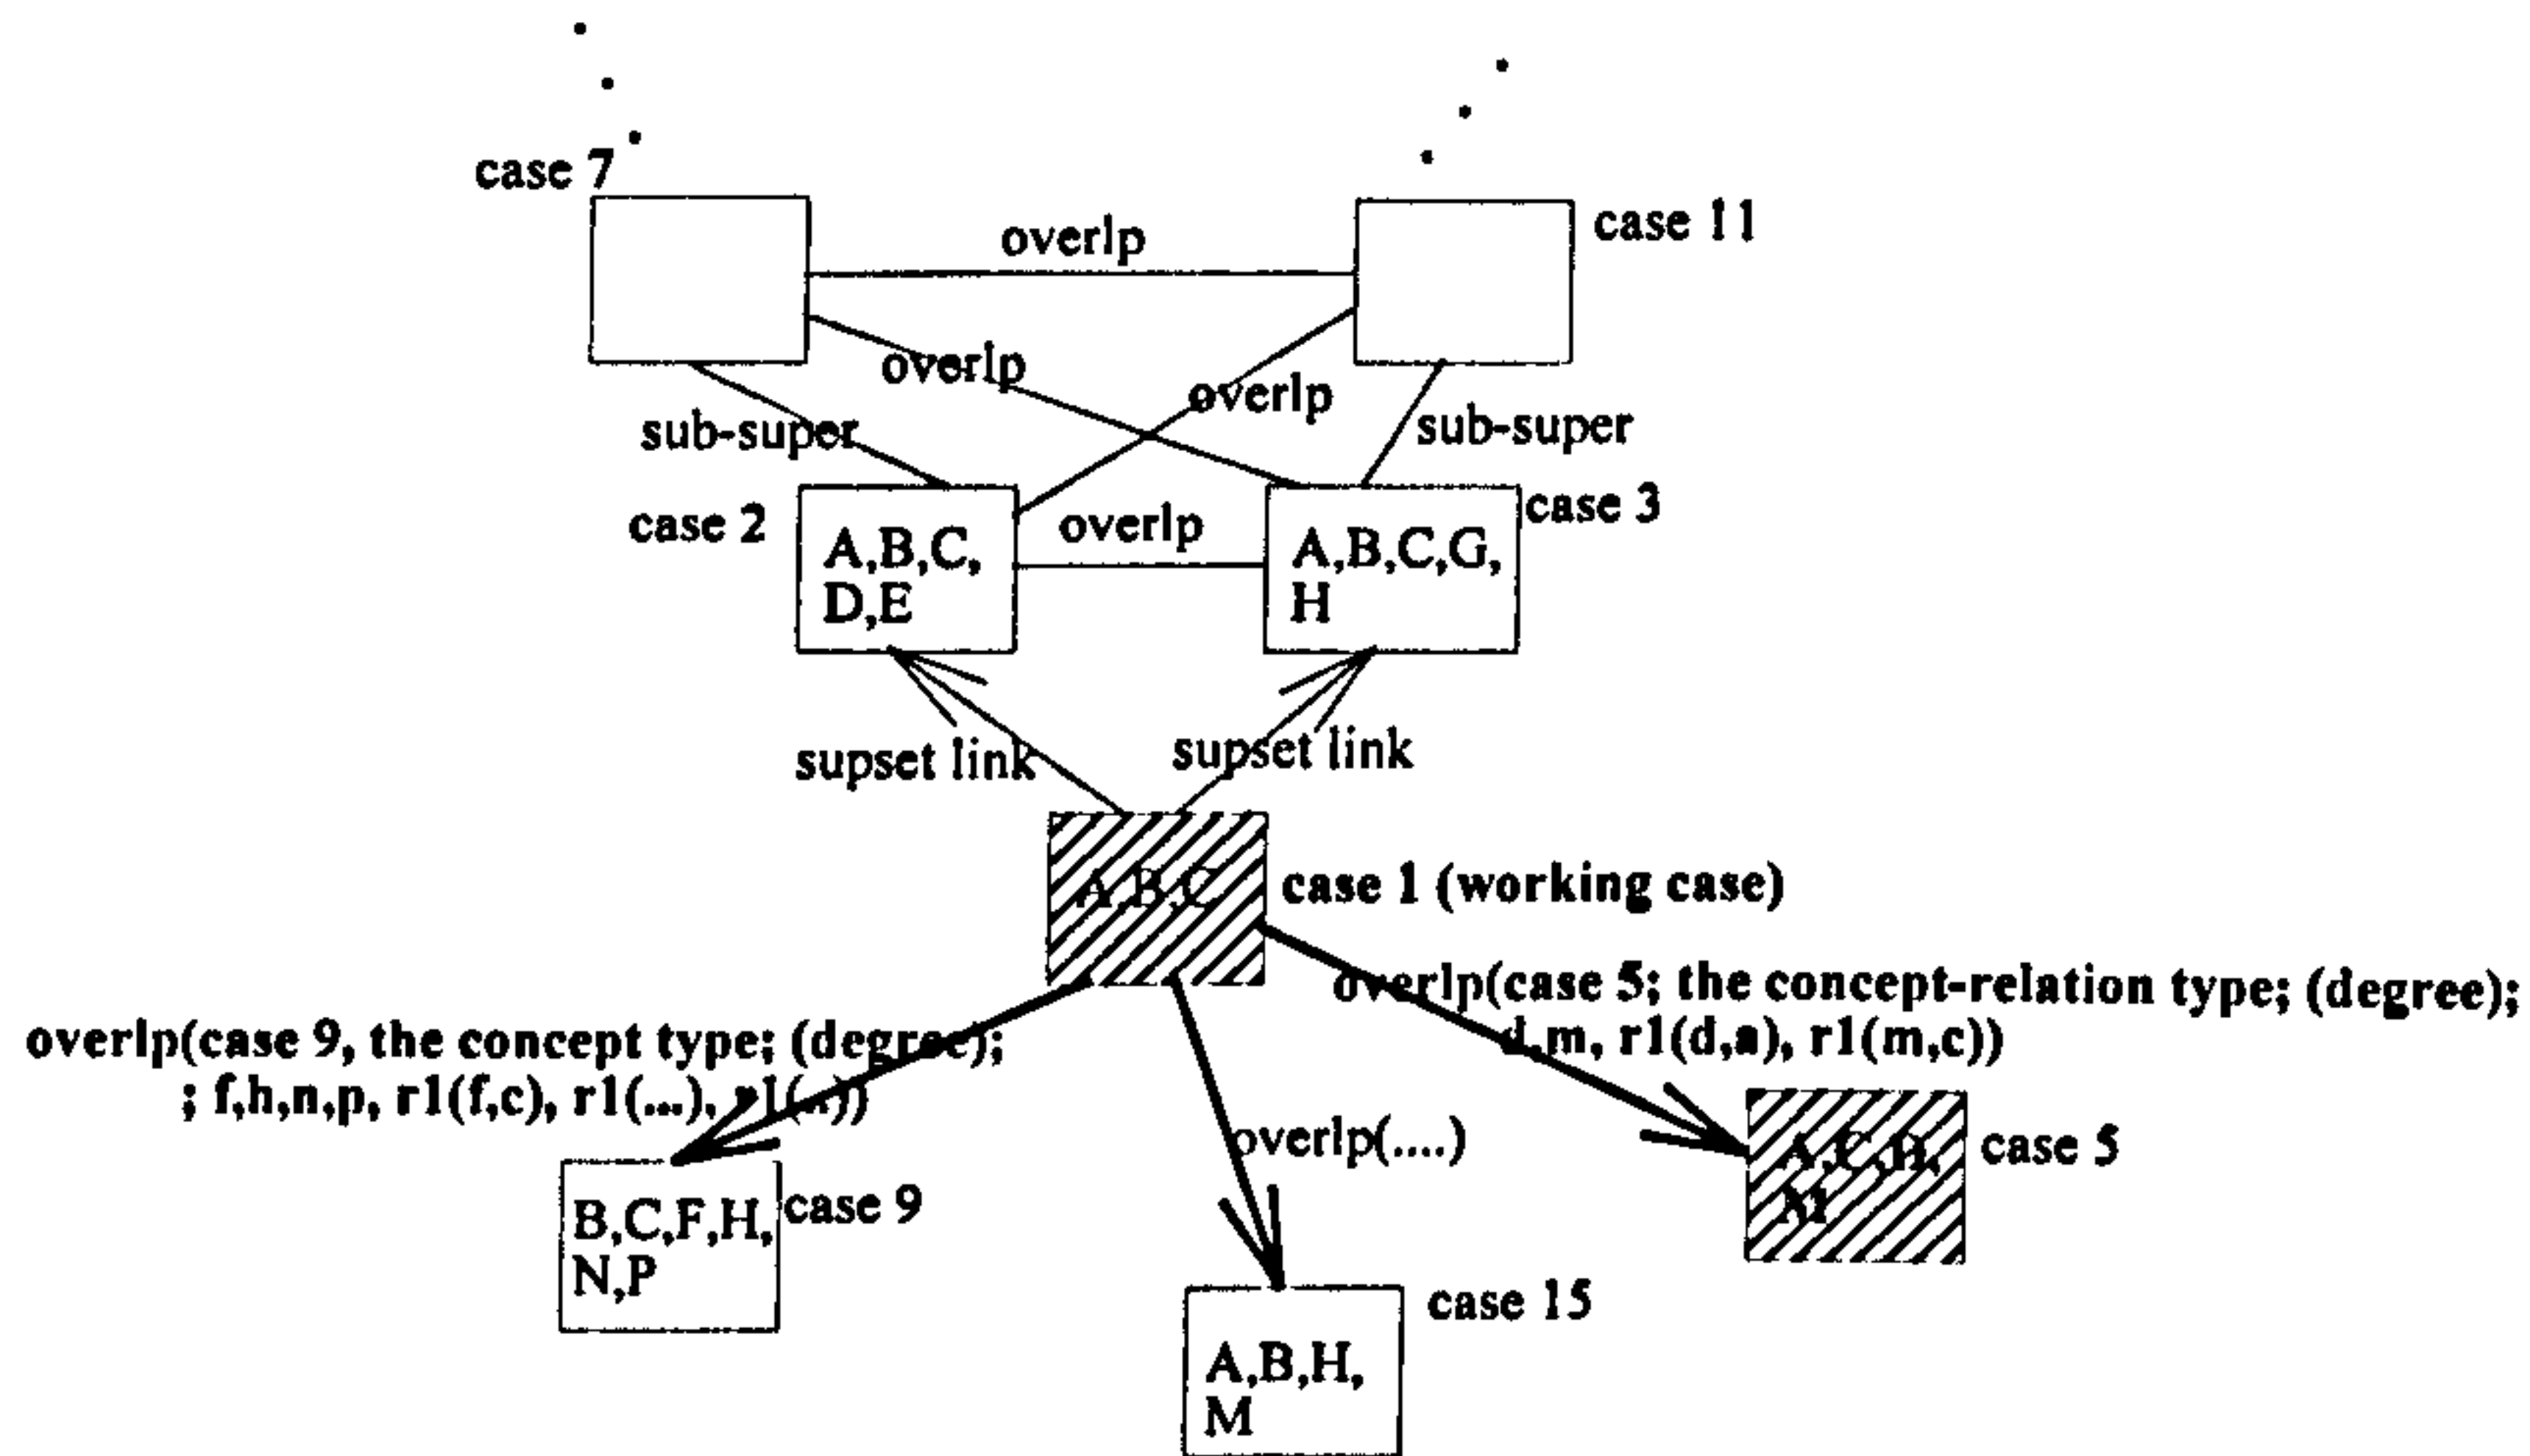 case 7
case 11
overlp
overlp
overlp
sub-super
sub-super
case 2
case 3
overlp
A,B,C,
D,E
A,B,C,G,
H
supset link
supset link
A,B,C
case 1 (working case)
overlp(case 5; the concept-relation type; (degree);
d,m, r1(d,a), r1(m,c))
overlp(case 9, the concept type; (degree);
; f,h,n,p, r1(f,c), r1(...), r1(..))
overlp(....)
A,C,
M
case 5
B,C,F,H,
N,P
case 9
case 15
A,B,H,
M